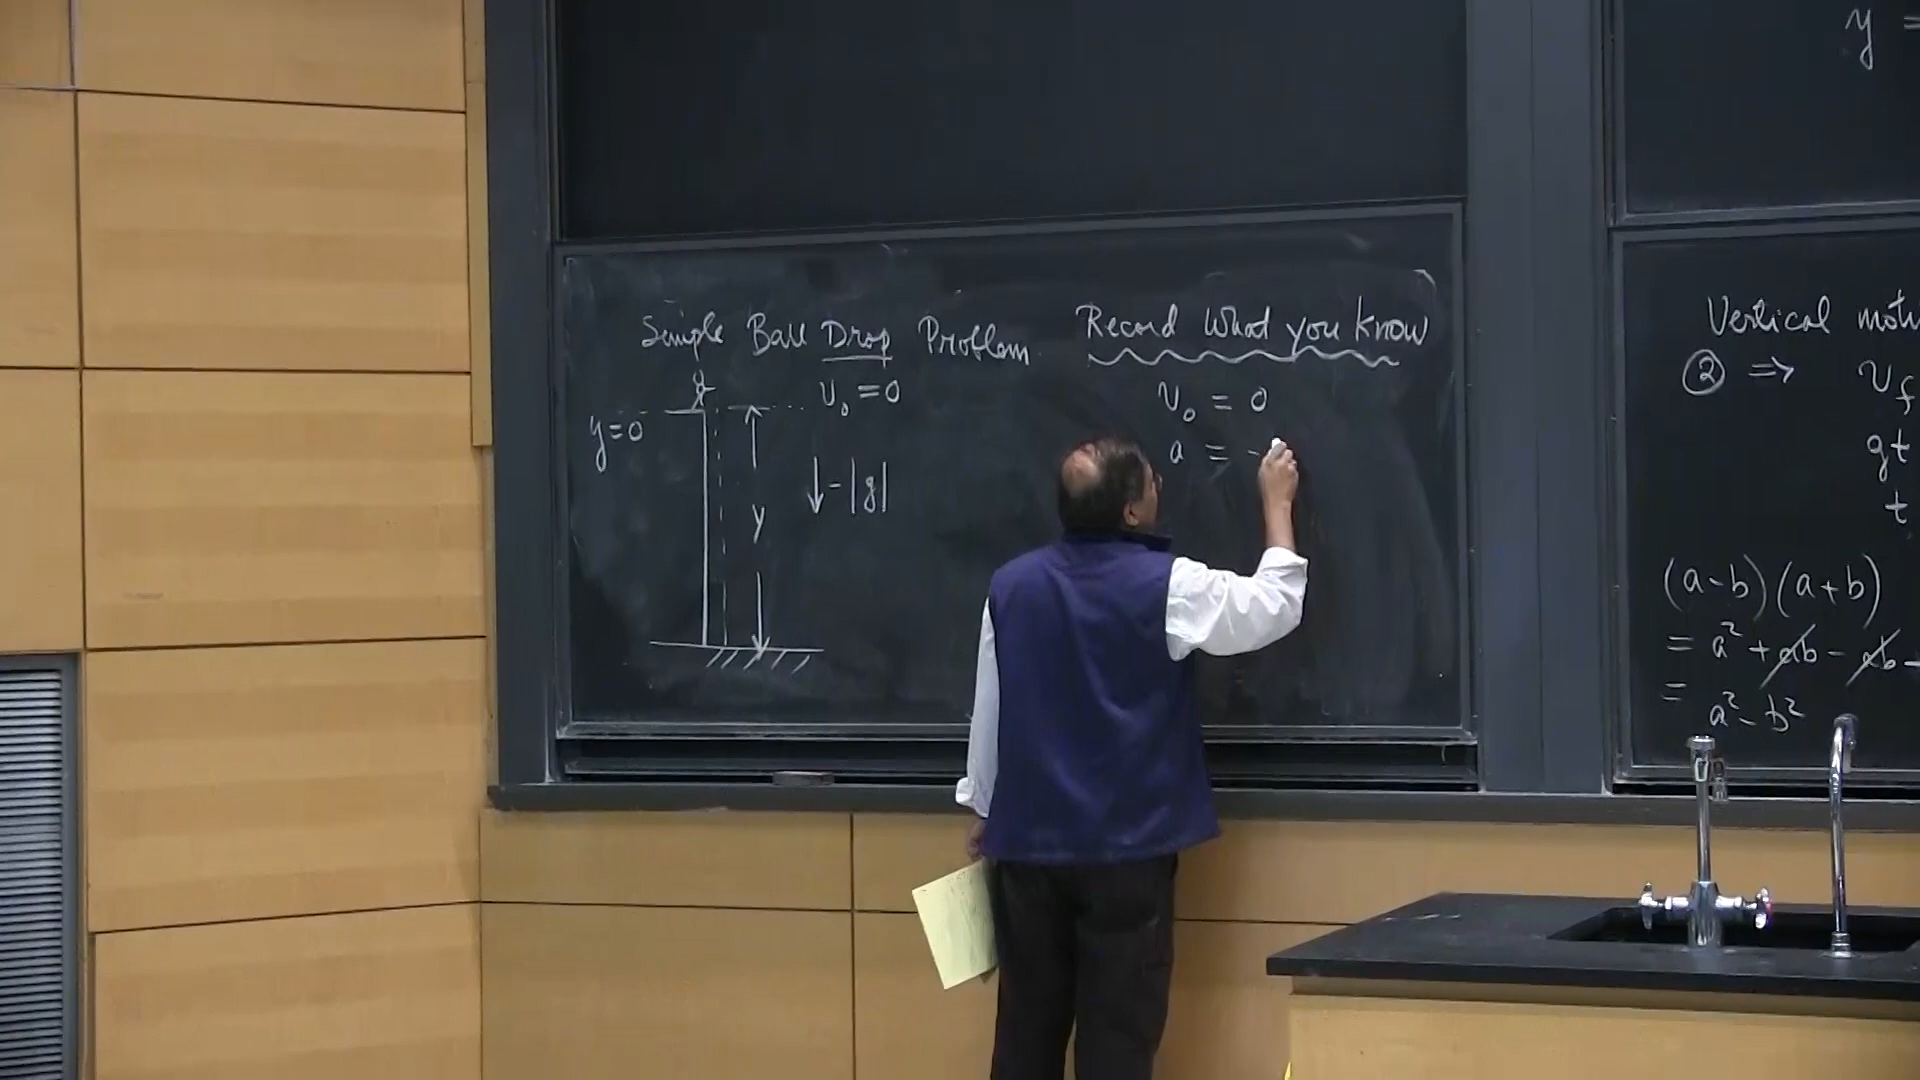 Simple Ball Drop Problem.
v₀ = 0
y=0
↓ -|g|
y
Record What you know
v₀ = 0
a = -
y =
Vertical
② => v_f
gt
t
(a-b)(a+b)
= a² + ab - ab -
= a² - b²